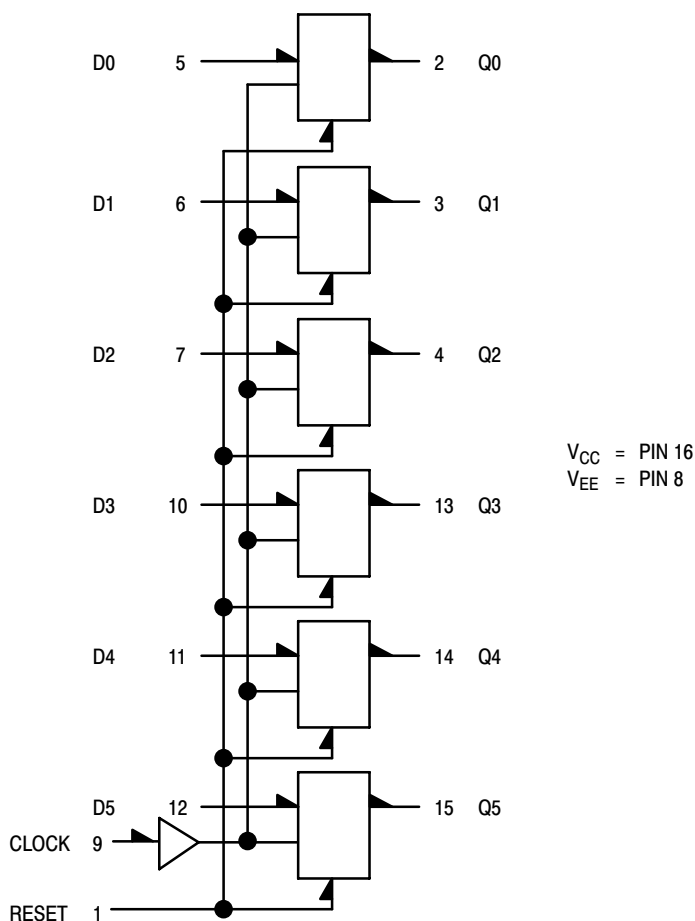 D0 5 2 Q0
D1 6 3 Q1
D2 7 4 Q2
VCC = PIN 16
VEE = PIN 8
D3 10 13 Q3
D4 11 14 Q4
D5 12 15 Q5
CLOCK 9
RESET 1